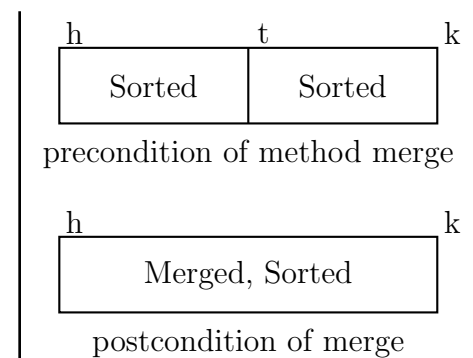 h t k
Sorted Sorted
precondition of method merge
h k
Merged, Sorted
postcondition of merge